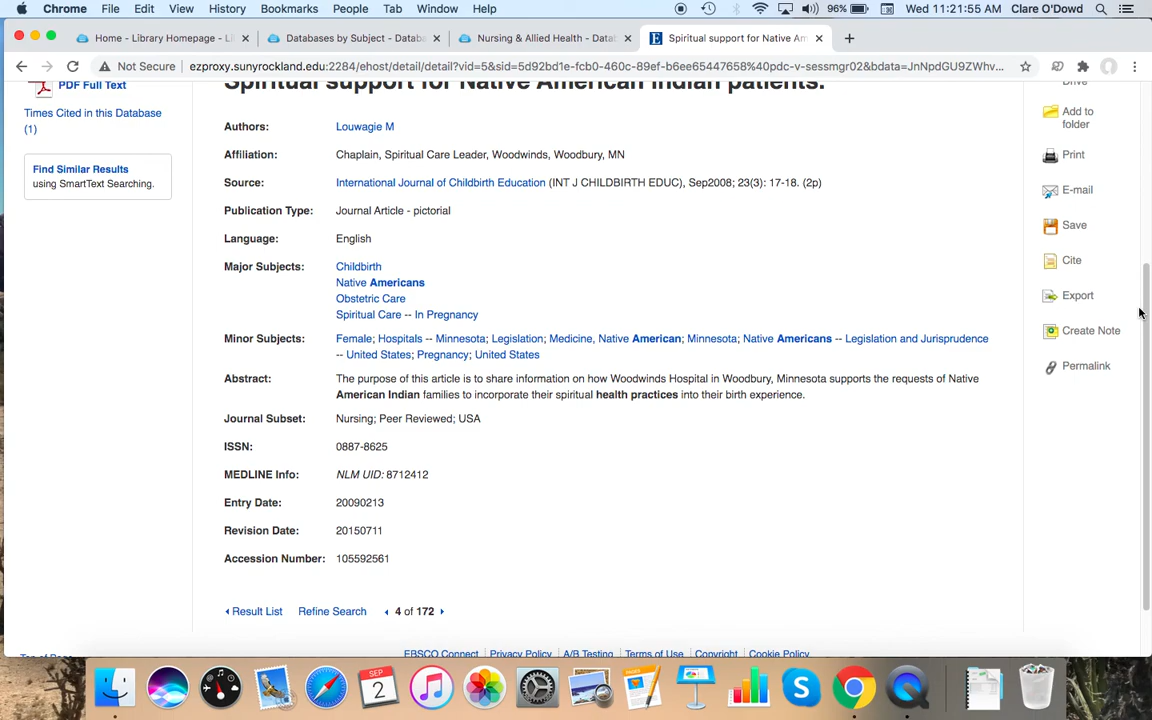 Chrome File Edit View History Bookmarks People Tab Window Help 96% Wed 11:21:55 AM Clare O'Dowd
Home - Library Homepage - Li Databases by Subject - Databa Nursing & Allied Health - Datab Spiritual support for Native Am
Not Secure ezproxy.sunyrockland.edu:2284/ehost/detail/detail?vid=5&sid=5d92bd1e-fcb0-460c-89ef-b6ee65447658%40pdc-v-sessmgr02&bdata=JnNpdGU9ZWhv...
PDF Full Text
Times Cited in this Database
(1)
Find Similar Results
using SmartText Searching.
Spiritual support for Native American Indian patients.
Authors: Louwagie M
Affiliation: Chaplain, Spiritual Care Leader, Woodwinds, Woodbury, MN
Source: International Journal of Childbirth Education (INT J CHILDBIRTH EDUC), Sep2008; 23(3): 17-18. (2p)
Publication Type: Journal Article - pictorial
Language: English
Major Subjects: Childbirth
Native Americans
Obstetric Care
Spiritual Care -- In Pregnancy
Minor Subjects: Female; Hospitals -- Minnesota; Legislation; Medicine, Native American; Minnesota; Native Americans -- Legislation and Jurisprudence
-- United States; Pregnancy; United States
Abstract: The purpose of this article is to share information on how Woodwinds Hospital in Woodbury, Minnesota supports the requests of Native
American Indian families to incorporate their spiritual health practices into their birth experience.
Journal Subset: Nursing; Peer Reviewed; USA
ISSN: 0887-8625
MEDLINE Info: NLM UID: 8712412
Entry Date: 20090213
Revision Date: 20150711
Accession Number: 105592561
Result List Refine Search 4 of 172
Drive
Add to
folder
Print
E-mail
Save
Cite
Export
Create Note
Permalink
Top of Page
EBSCO Connect Privacy Policy A/B Testing Terms of Use Copyright Cookie Policy
SEP
2